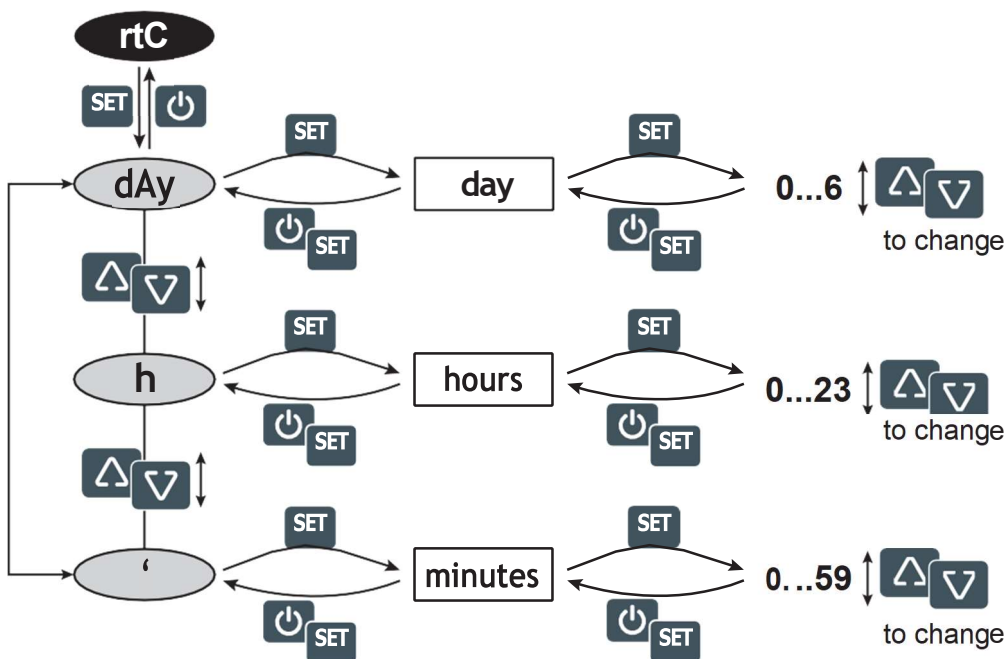 rtC
SET
SET
SET
dAy
day
0...6
SET
SET
to change
SET
SET
h
hours
0...23
SET
SET
to change
SET
SET
‘
minutes
0...59
SET
SET
to change